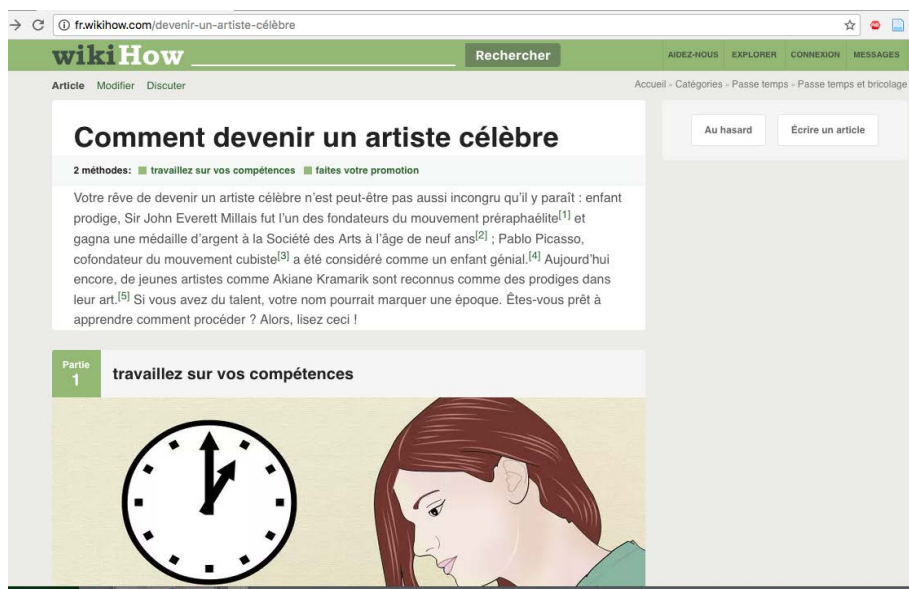 fr.wikihow.com/devenir-un-artiste-célèbre
wikiHow
Rechercher
AIDEZ-NOUS EXPLORER CONNEXION MESSAGES
Article Modifier Discuter
Accueil » Catégories » Passe temps » Passe temps et bricolage
Comment devenir un artiste célèbre
2 méthodes: travaillez sur vos compétences faites votre promotion
Votre rêve de devenir un artiste célèbre n'est peut-être pas aussi incongru qu'il y paraît : enfant
prodige, Sir John Everett Millais fut l'un des fondateurs du mouvement préraphaélite[1] et
gagna une médaille d'argent à la Société des Arts à l'âge de neuf ans[2] ; Pablo Picasso,
cofondateur du mouvement cubiste[3] a été considéré comme un enfant génial.[4] Aujourd'hui
encore, de jeunes artistes comme Akiane Kramarik sont reconnus comme des prodiges dans
leur art.[5] Si vous avez du talent, votre nom pourrait marquer une époque. Êtes-vous prêt à
apprendre comment procéder ? Alors, lisez ceci !
Au hasard
Écrire un article
Partie
1
travaillez sur vos compétences